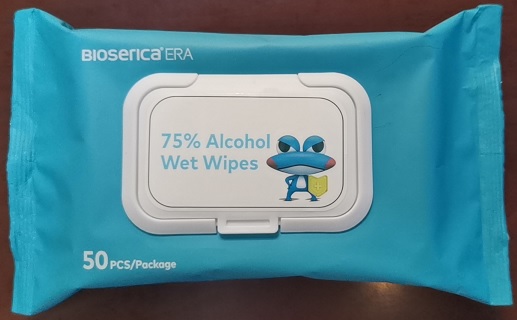 BIOSERICA® ERA
75% Alcohol
Wet Wipes
50 PCS/Package